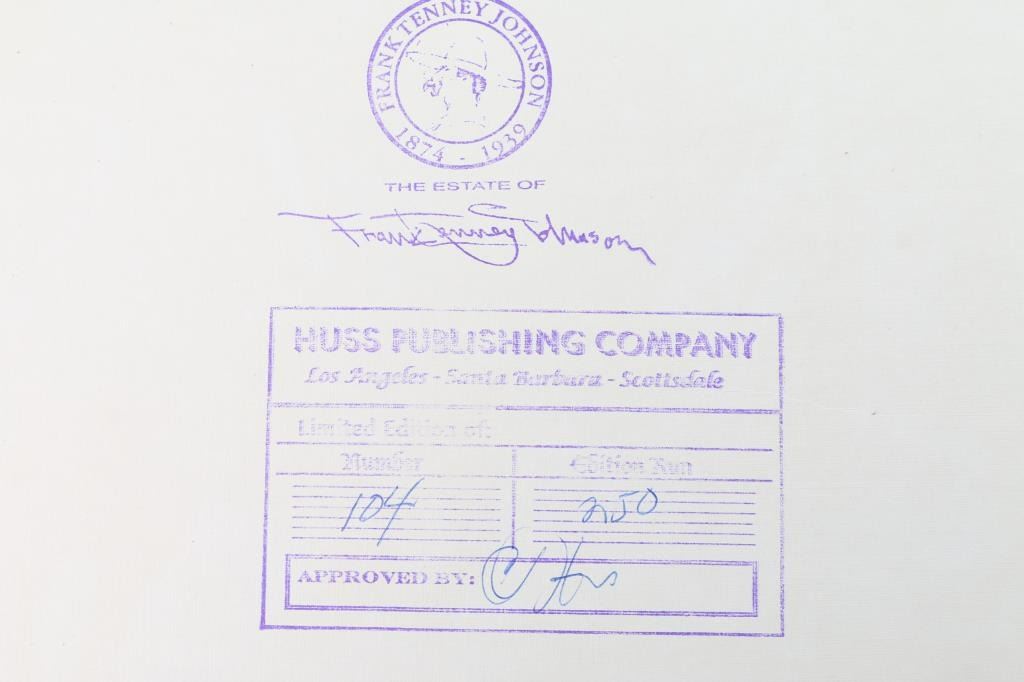 FRANK TENNEY JOHNSON
1874 - 1939
THE ESTATE OF
Frank Tenney Johnson
HUSS PUBLISHING COMPANY
Los Angeles - Santa Barbara - Scottsdale
Limited Edition of:
Number Edition Run
104 250
APPROVED BY: